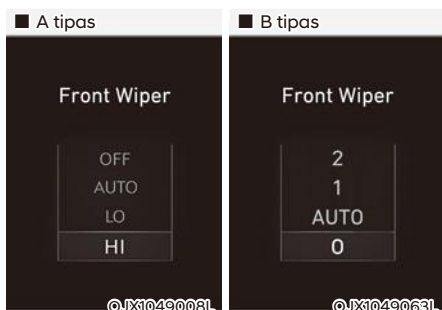 ■ A tipas
Front Wiper
OFF
AUTO
LO
HI
OJX1049008L
■ B tipas
Front Wiper
2
1
AUTO
0
OJX1049063L